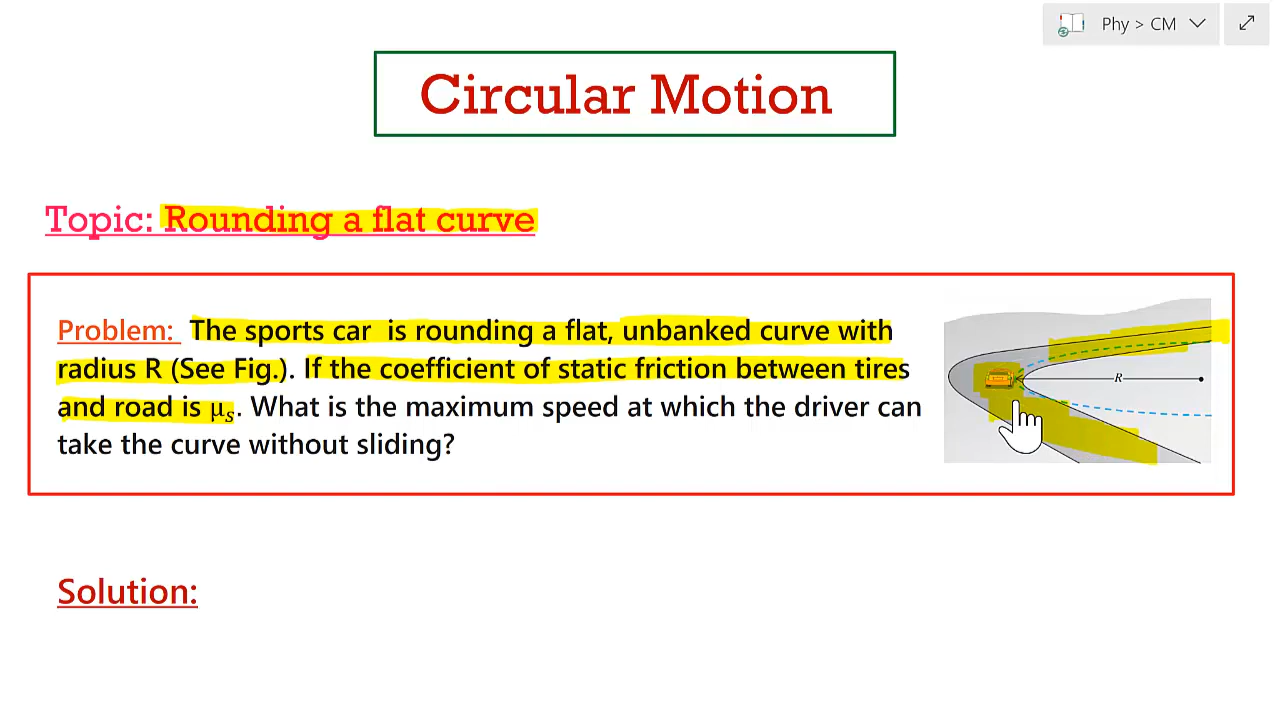 Phy > CM
Circular Motion
Topic: Rounding a flat curve
Problem: The sports car is rounding a flat, unbanked curve with
radius R (See Fig.). If the coefficient of static friction between tires
and road is μₛ. What is the maximum speed at which the driver can
take the curve without sliding?
R
Solution: